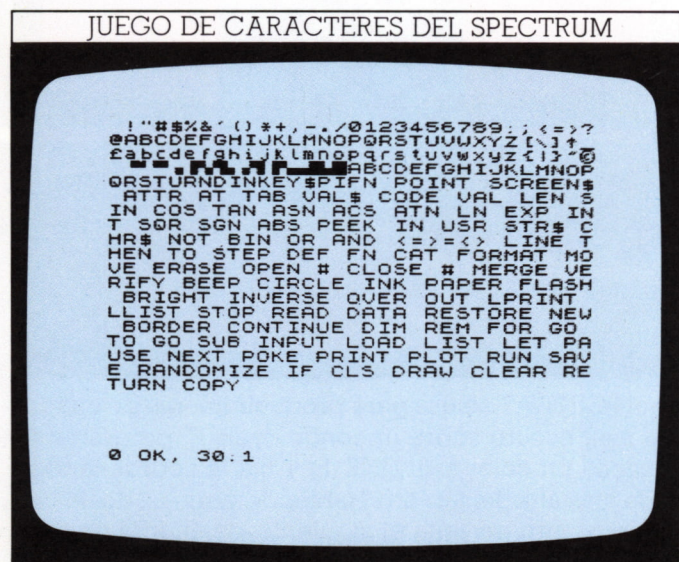 JUEGO DE CARACTERES DEL SPECTRUM
 !"#$%&'()*+,-./0123456789:;<=>?
@ABCDEFGHIJKLMNOPQRSTUVWXYZ[\]↑_
£abcdefghijklmnopqrstuvwxyz{|}~©
 ▝▘▀▗▐▚▜▖▞▌▛▄▟▙█ABCDEFGHIJKLMNOP
QRSTURNDINKEY$PIFN POINT SCREEN$
 ATTR AT TAB VAL$ CODE VAL LEN S
IN COS TAN ASN ACS ATN LN EXP IN
T SQR SGN ABS PEEK IN USR STR$ C
HR$ NOT BIN OR AND <=>=<> LINE T
HEN TO STEP DEF FN CAT FORMAT MO
VE ERASE OPEN # CLOSE # MERGE VE
RIFY BEEP CIRCLE INK PAPER FLASH
 BRIGHT INVERSE OVER OUT LPRINT
LLIST STOP READ DATA RESTORE NEW
 BORDER CONTINUE DIM REM FOR GO
TO GO SUB INPUT LOAD LIST LET PA
USE NEXT POKE PRINT PLOT RUN SAV
E RANDOMIZE IF CLS DRAW CLEAR RE
TURN COPY
0 OK, 30:1